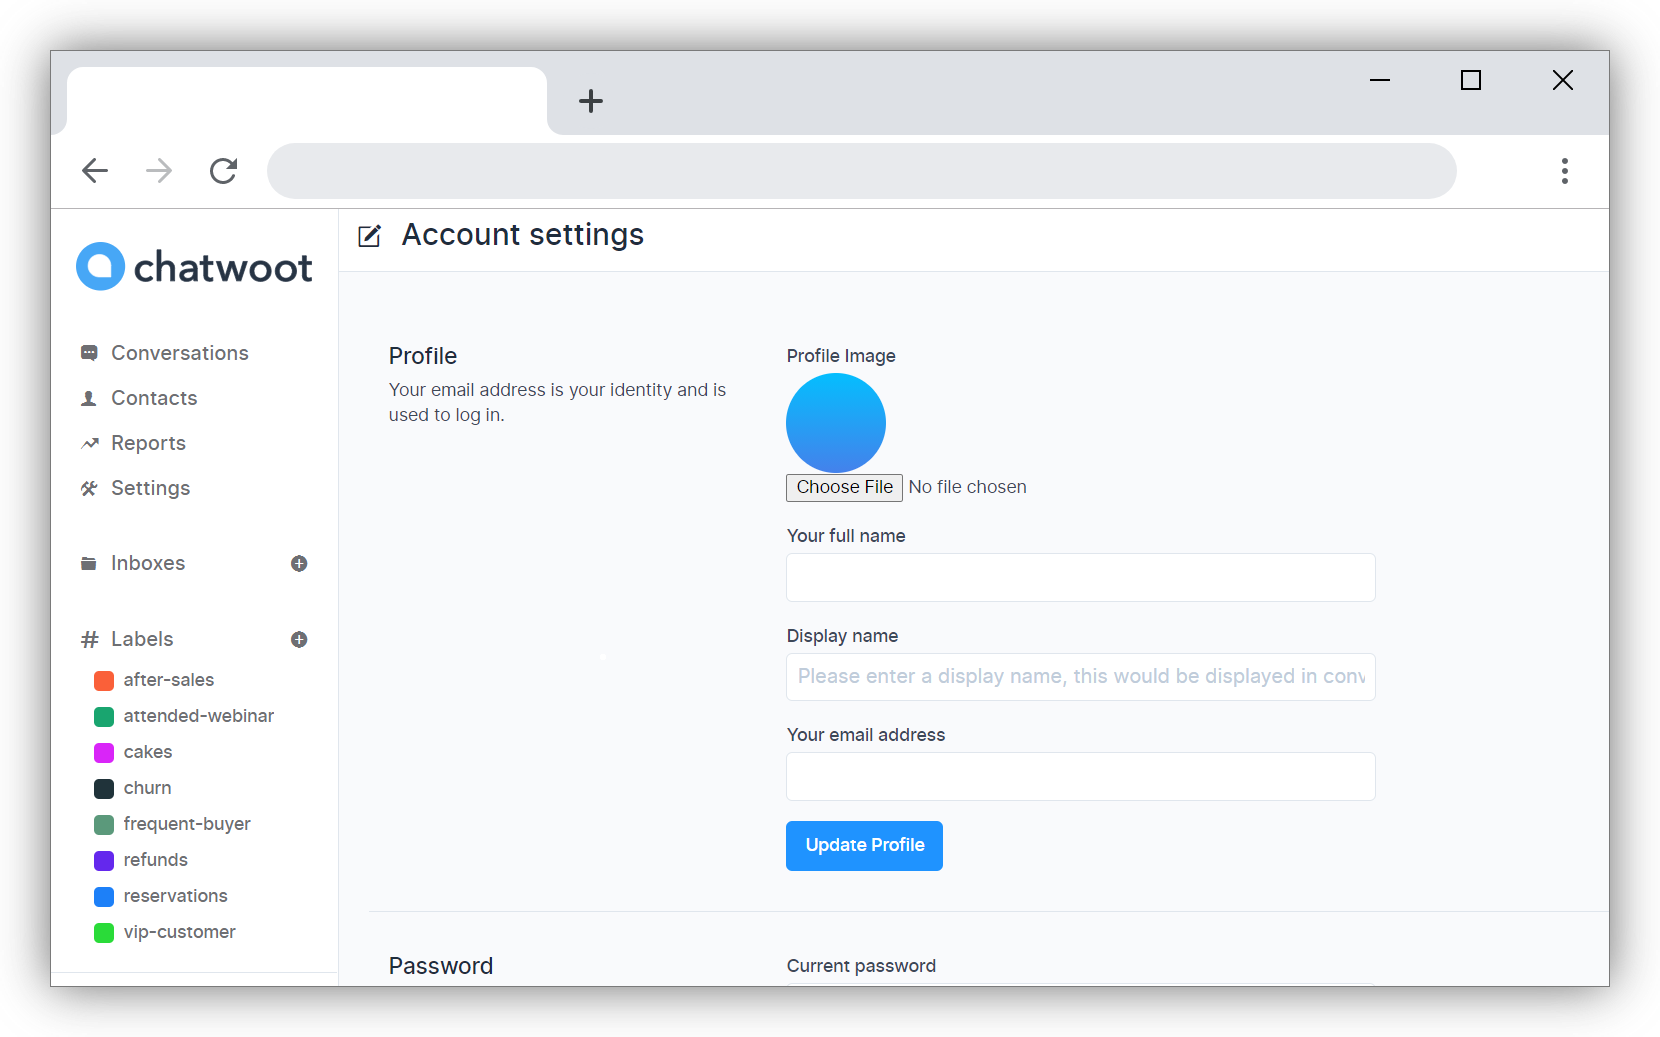 chatwoot
Account settings
Conversations
Contacts
Reports
Settings
Inboxes
Labels
after-sales
attended-webinar
cakes
churn
frequent-buyer
refunds
reservations
vip-customer
Profile
Your email address is your identity and is
used to log in.
Profile Image
Choose File No file chosen
Your full name
Display name
Please enter a display name, this would be displayed in conv
Your email address
Update Profile
Password
Current password